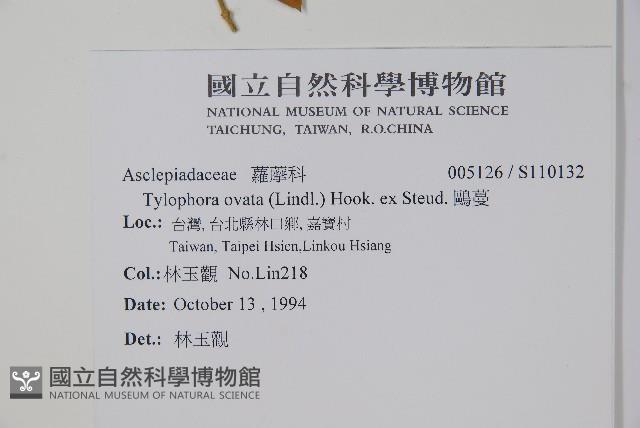 國立自然科學博物館
NATIONAL MUSEUM OF NATURAL SCIENCE
TAICHUNG, TAIWAN, R.O.CHINA
Asclepiadaceae 蘿藦科 005126 / S110132
Tylophora ovata (Lindl.) Hook. ex Steud. 鷗蔓
Loc.: 台灣, 台北縣林口鄉, 嘉寶村
Taiwan, Taipei Hsien,Linkou Hsiang
Col.: 林玉觀 No.Lin218
Date: October 13 , 1994
Det.: 林玉觀
國立自然科學博物館
NATIONAL MUSEUM OF NATURAL SCIENCE